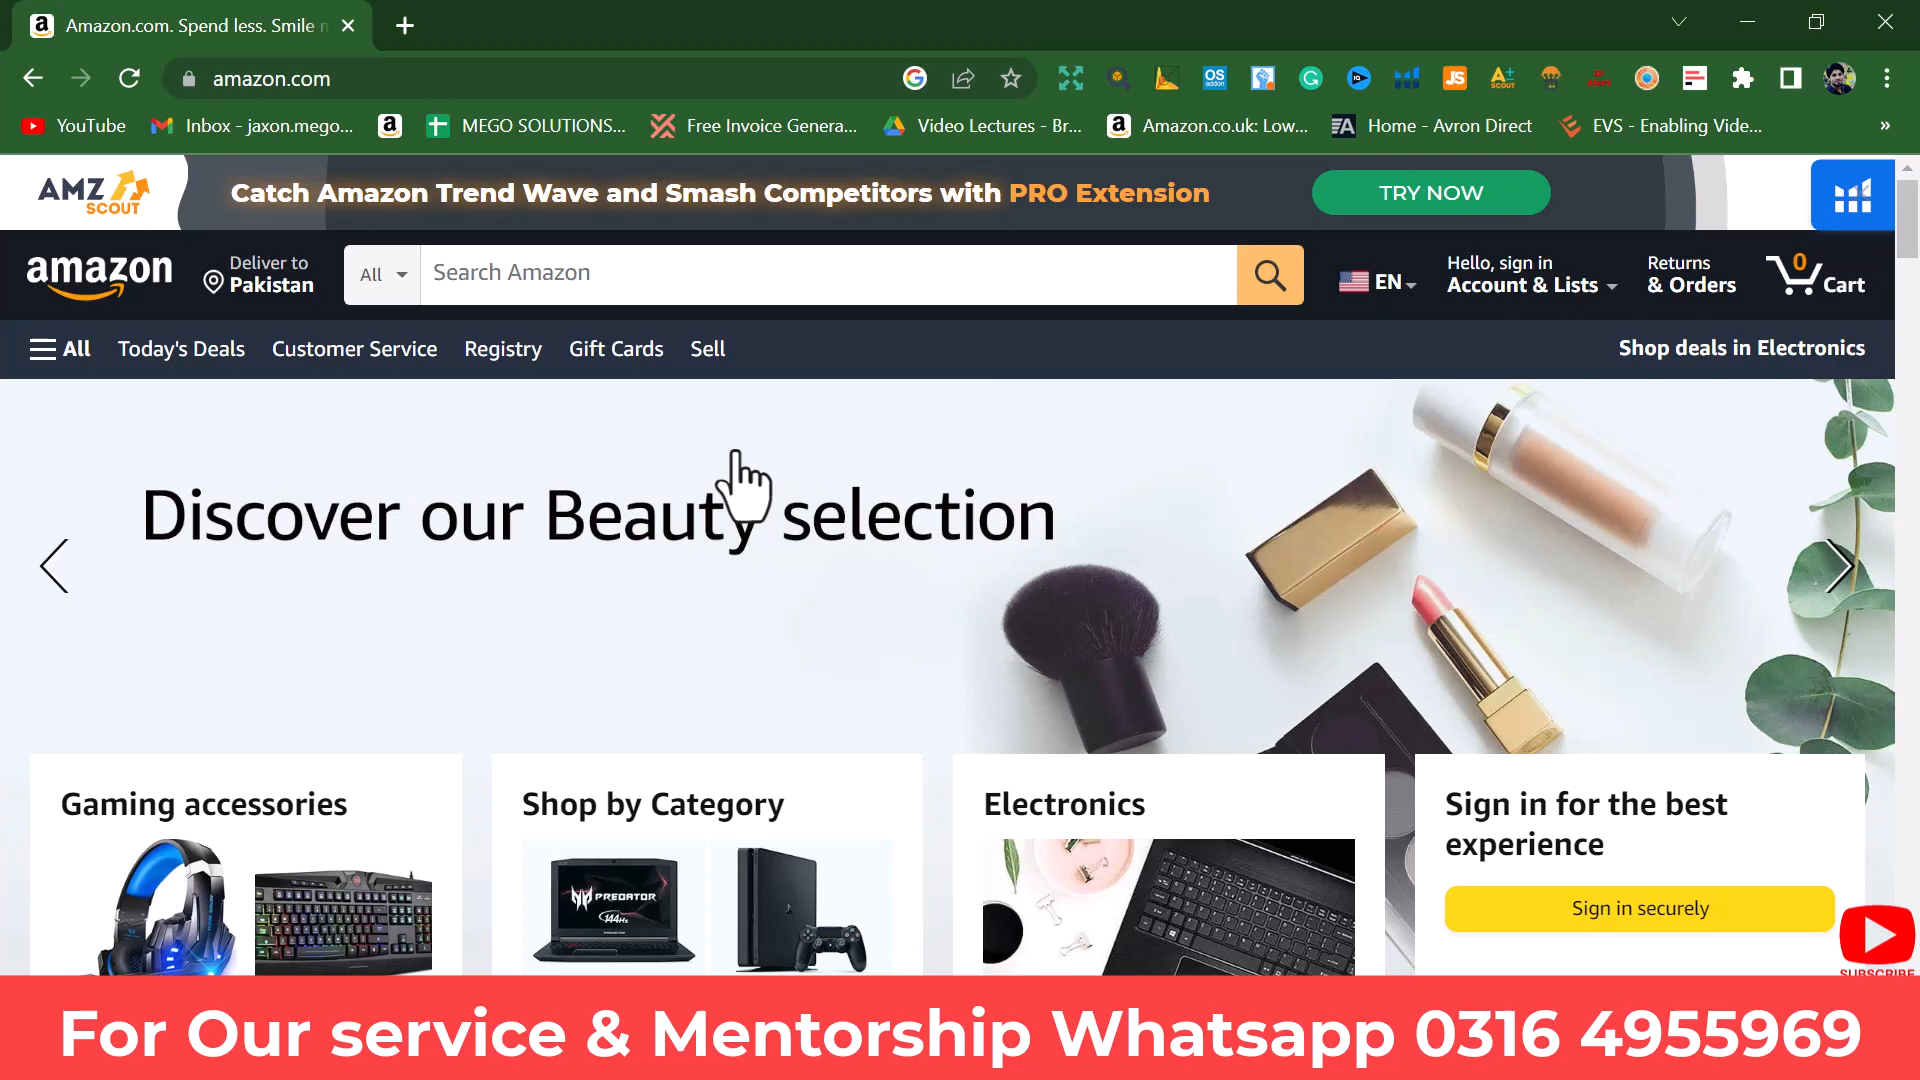 Amazon.com. Spend less. Smile
amazon.com
YouTube
Inbox - jaxon.mego...
MEGO SOLUTIONS...
Free Invoice Genera...
Video Lectures - Br...
Amazon.co.uk: Low...
Home - Avron Direct
EVS - Enabling Vide...
»
AMZ SCOUT
Catch Amazon Trend Wave and Smash Competitors with PRO Extension
TRY NOW
amazon
Deliver to
Pakistan
All
Search Amazon
EN
Hello, sign in
Account & Lists
Returns
& Orders
0
Cart
All
Today's Deals
Customer Service
Registry
Gift Cards
Sell
Shop deals in Electronics
Discover our Beauty selection
Gaming accessories
Shop by Category
Electronics
Sign in for the best
experience
PREDATOR
144Hz
Sign in securely
SUBSCRIBE
For Our service & Mentorship Whatsapp 0316 4955969